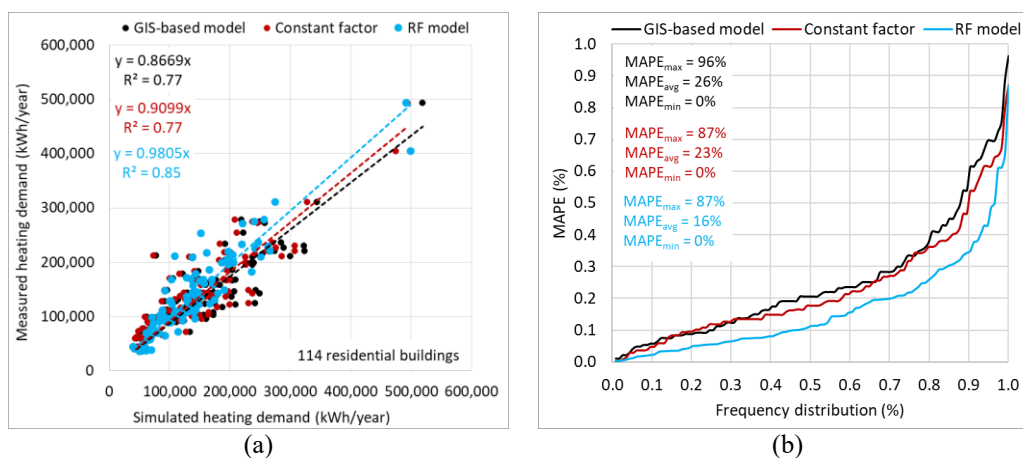 GIS-based model Constant factor RF model
600,000
500,000
400,000
300,000
200,000
100,000
0
Measured heating demand (kWh/year)
y = 0.8669x
R² = 0.77
y = 0.9099x
R² = 0.77
y = 0.9805x
R² = 0.85
114 residential buildings
0 100,000 200,000 300,000 400,000 500,000 600,000
Simulated heating demand (kWh/year)
(a)
GIS-based model Constant factor RF model
1.0
0.9
0.8
0.7
0.6
0.5
0.4
0.3
0.2
0.1
0.0
MAPE (%)
MAPEmax = 96%
MAPEavg = 26%
MAPEmin = 0%
MAPEmax = 87%
MAPEavg = 23%
MAPEmin = 0%
MAPEmax = 87%
MAPEavg = 16%
MAPEmin = 0%
0.0 0.1 0.2 0.3 0.4 0.5 0.6 0.7 0.8 0.9 1.0
Frequency distribution (%)
(b)